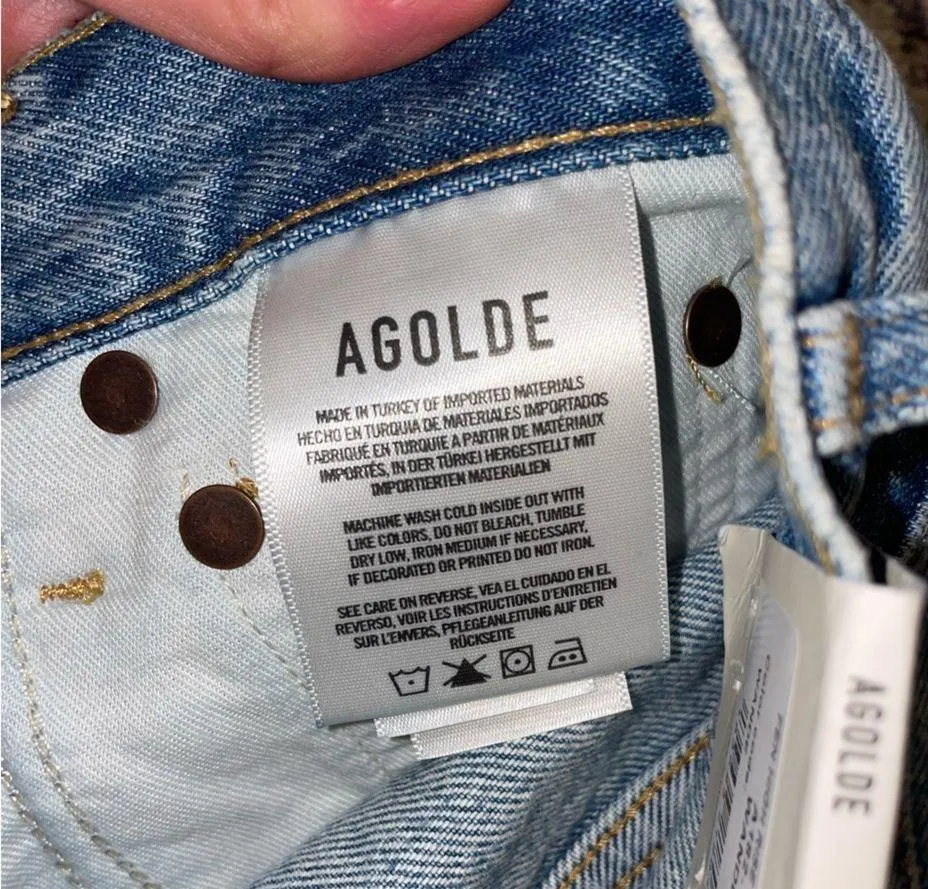 AGOLDE
MADE IN TURKEY OF IMPORTED MATERIALS
HECHO EN TURQUIA DE MATERIALES IMPORTADOS
FABRIQUÉ EN TURQUIE A PARTIR DE MATÉRIAUX
IMPORTÉS, IN DER TÜRKEI HERGESTELLT MIT
IMPORTIERTEN MATERIALIEN
MACHINE WASH COLD INSIDE OUT WITH
LIKE COLORS, DO NOT BLEACH, TUMBLE
DRY LOW, IRON MEDIUM IF NECESSARY,
IF DECORATED OR PRINTED DO NOT IRON.
SEE CARE ON REVERSE, VEA EL CUIDADO EN EL
REVERSO, VOIR LES INSTRUCTIONS D'ENTRETIEN
SUR L'ENVERS, PFLEGEANLEITUNG AUF DER
RÜCKSEITE
AGOLDE